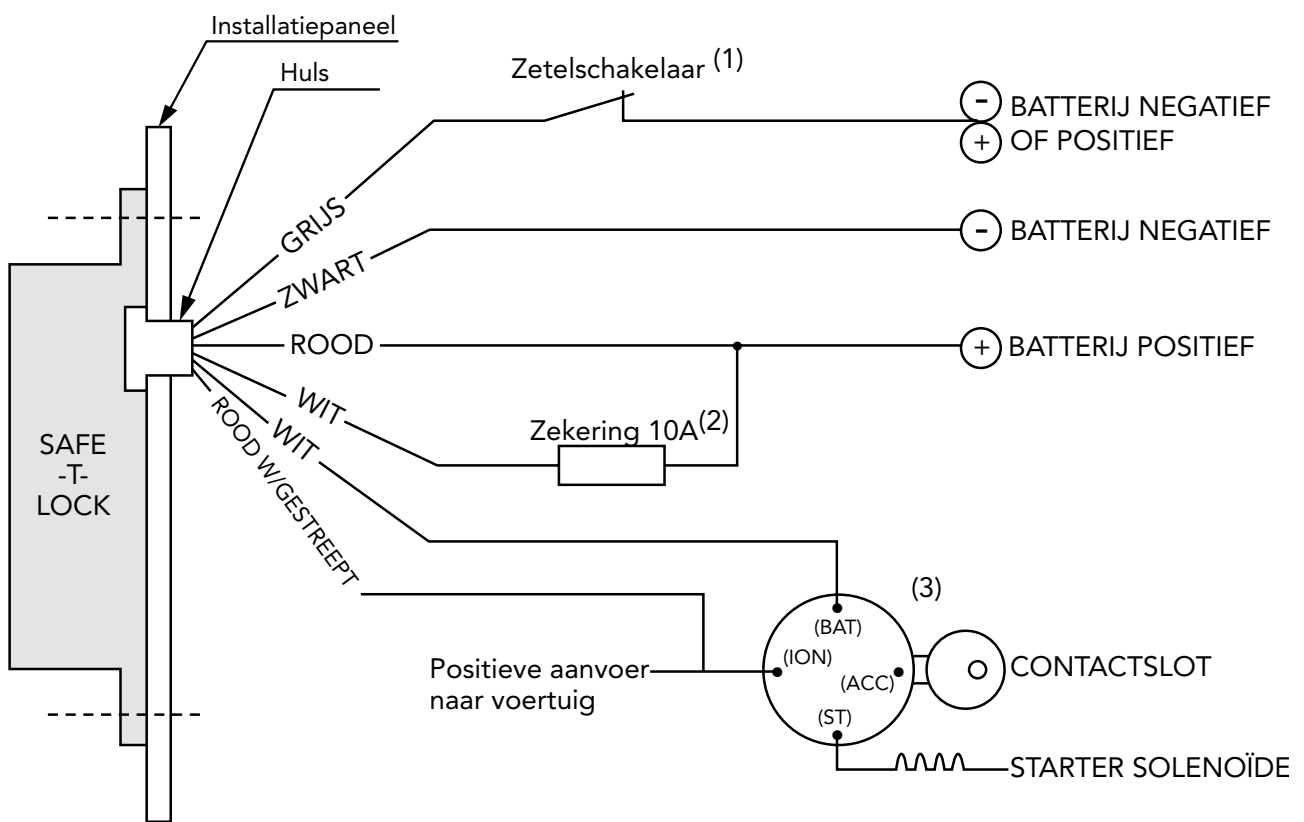 Installatiepaneel
Huls
Zetelschakelaar (1)
- BATTERIJ NEGATIEF
+ OF POSITIEF
GRIJS
- BATTERIJ NEGATIEF
ZWART
ROOD
+ BATTERIJ POSITIEF
WIT
Zekering 10A(2)
WIT
ROOD W/GESTREEPT
SAFE
-T-
LOCK
(3)
(BAT)
(ION)
(ACC)
(ST)
CONTACTSLOT
Positieve aanvoer
naar voertuig
STARTER SOLENOÏDE